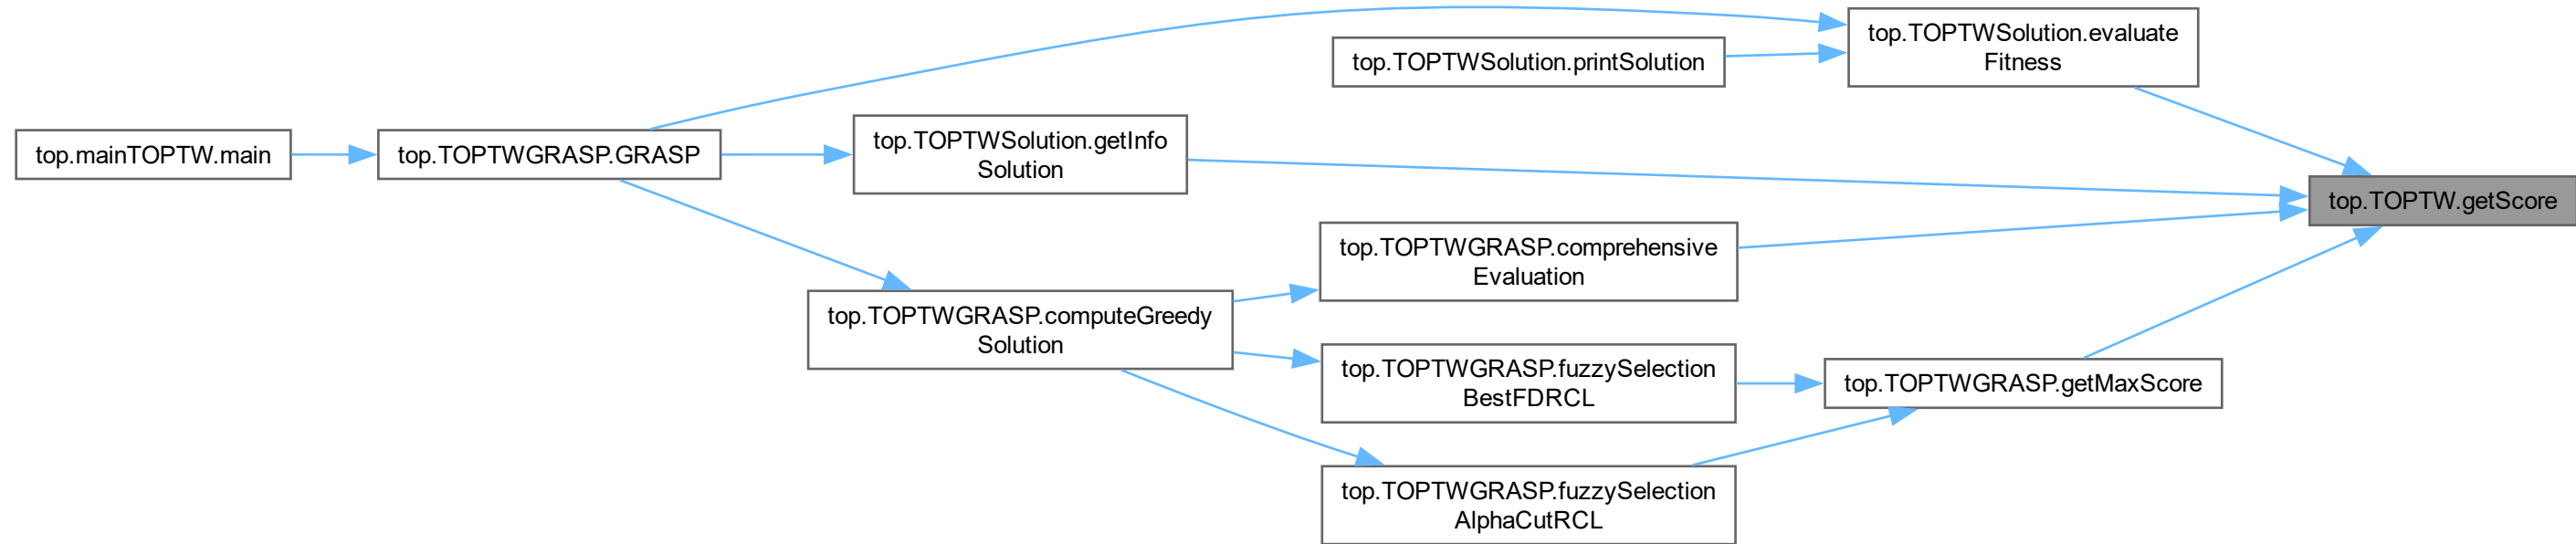 top.mainTOPTW.main
top.TOPTWGRASP.GRASP
top.TOPTWSolution.getInfo
Solution
top.TOPTWGRASP.computeGreedy
Solution
top.TOPTWSolution.printSolution
top.TOPTWGRASP.comprehensive
Evaluation
top.TOPTWGRASP.fuzzySelection
BestFDRCL
top.TOPTWGRASP.fuzzySelection
AlphaCutRCL
top.TOPTWSolution.evaluate
Fitness
top.TOPTWGRASP.getMaxScore
top.TOPTW.getScore